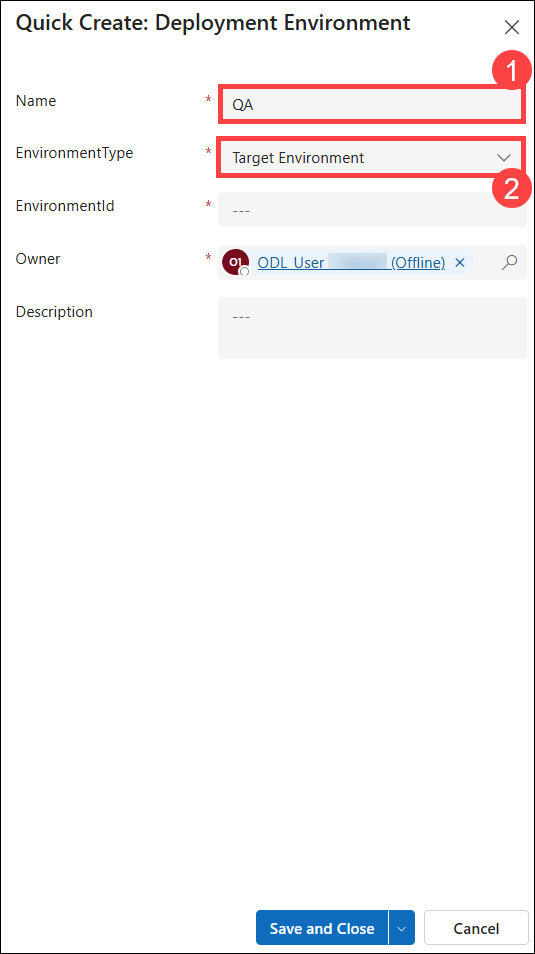 Quick Create: Deployment Environment
1
Name * QA
EnvironmentType * Target Environment
2
EnvironmentId * ---
Owner * O1 ODL_User (Offline)
Description ---
Save and Close Cancel